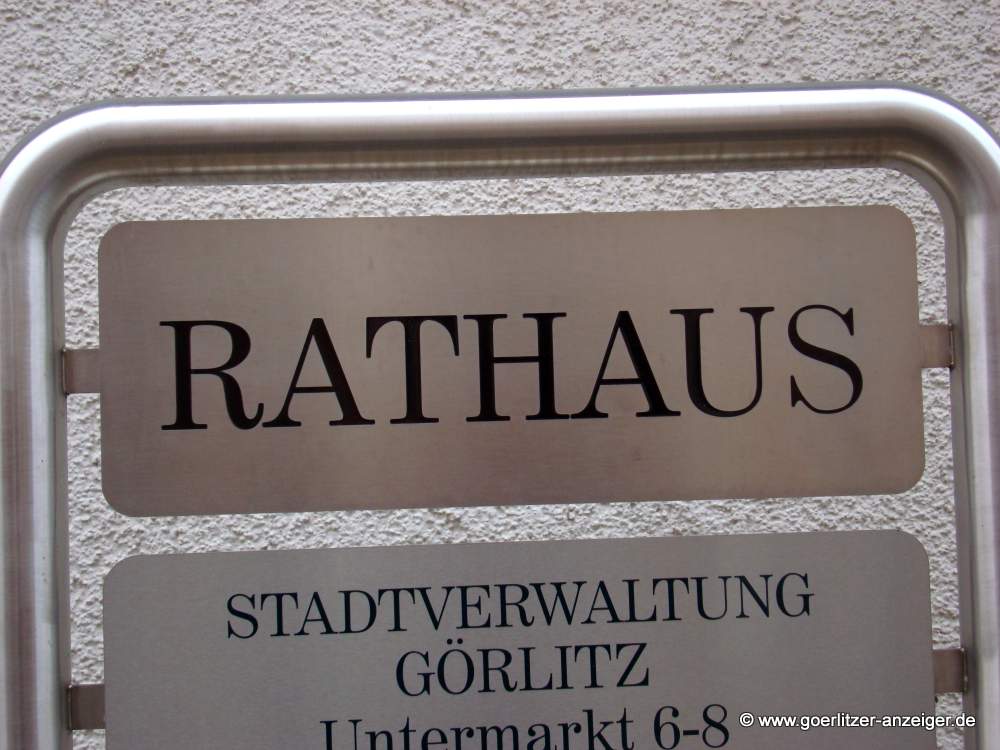 RATHAUS
STADTVERWALTUNG
GÖRLITZ
Untermarkt 6-8
© www.goerlitzer-anzeiger.de